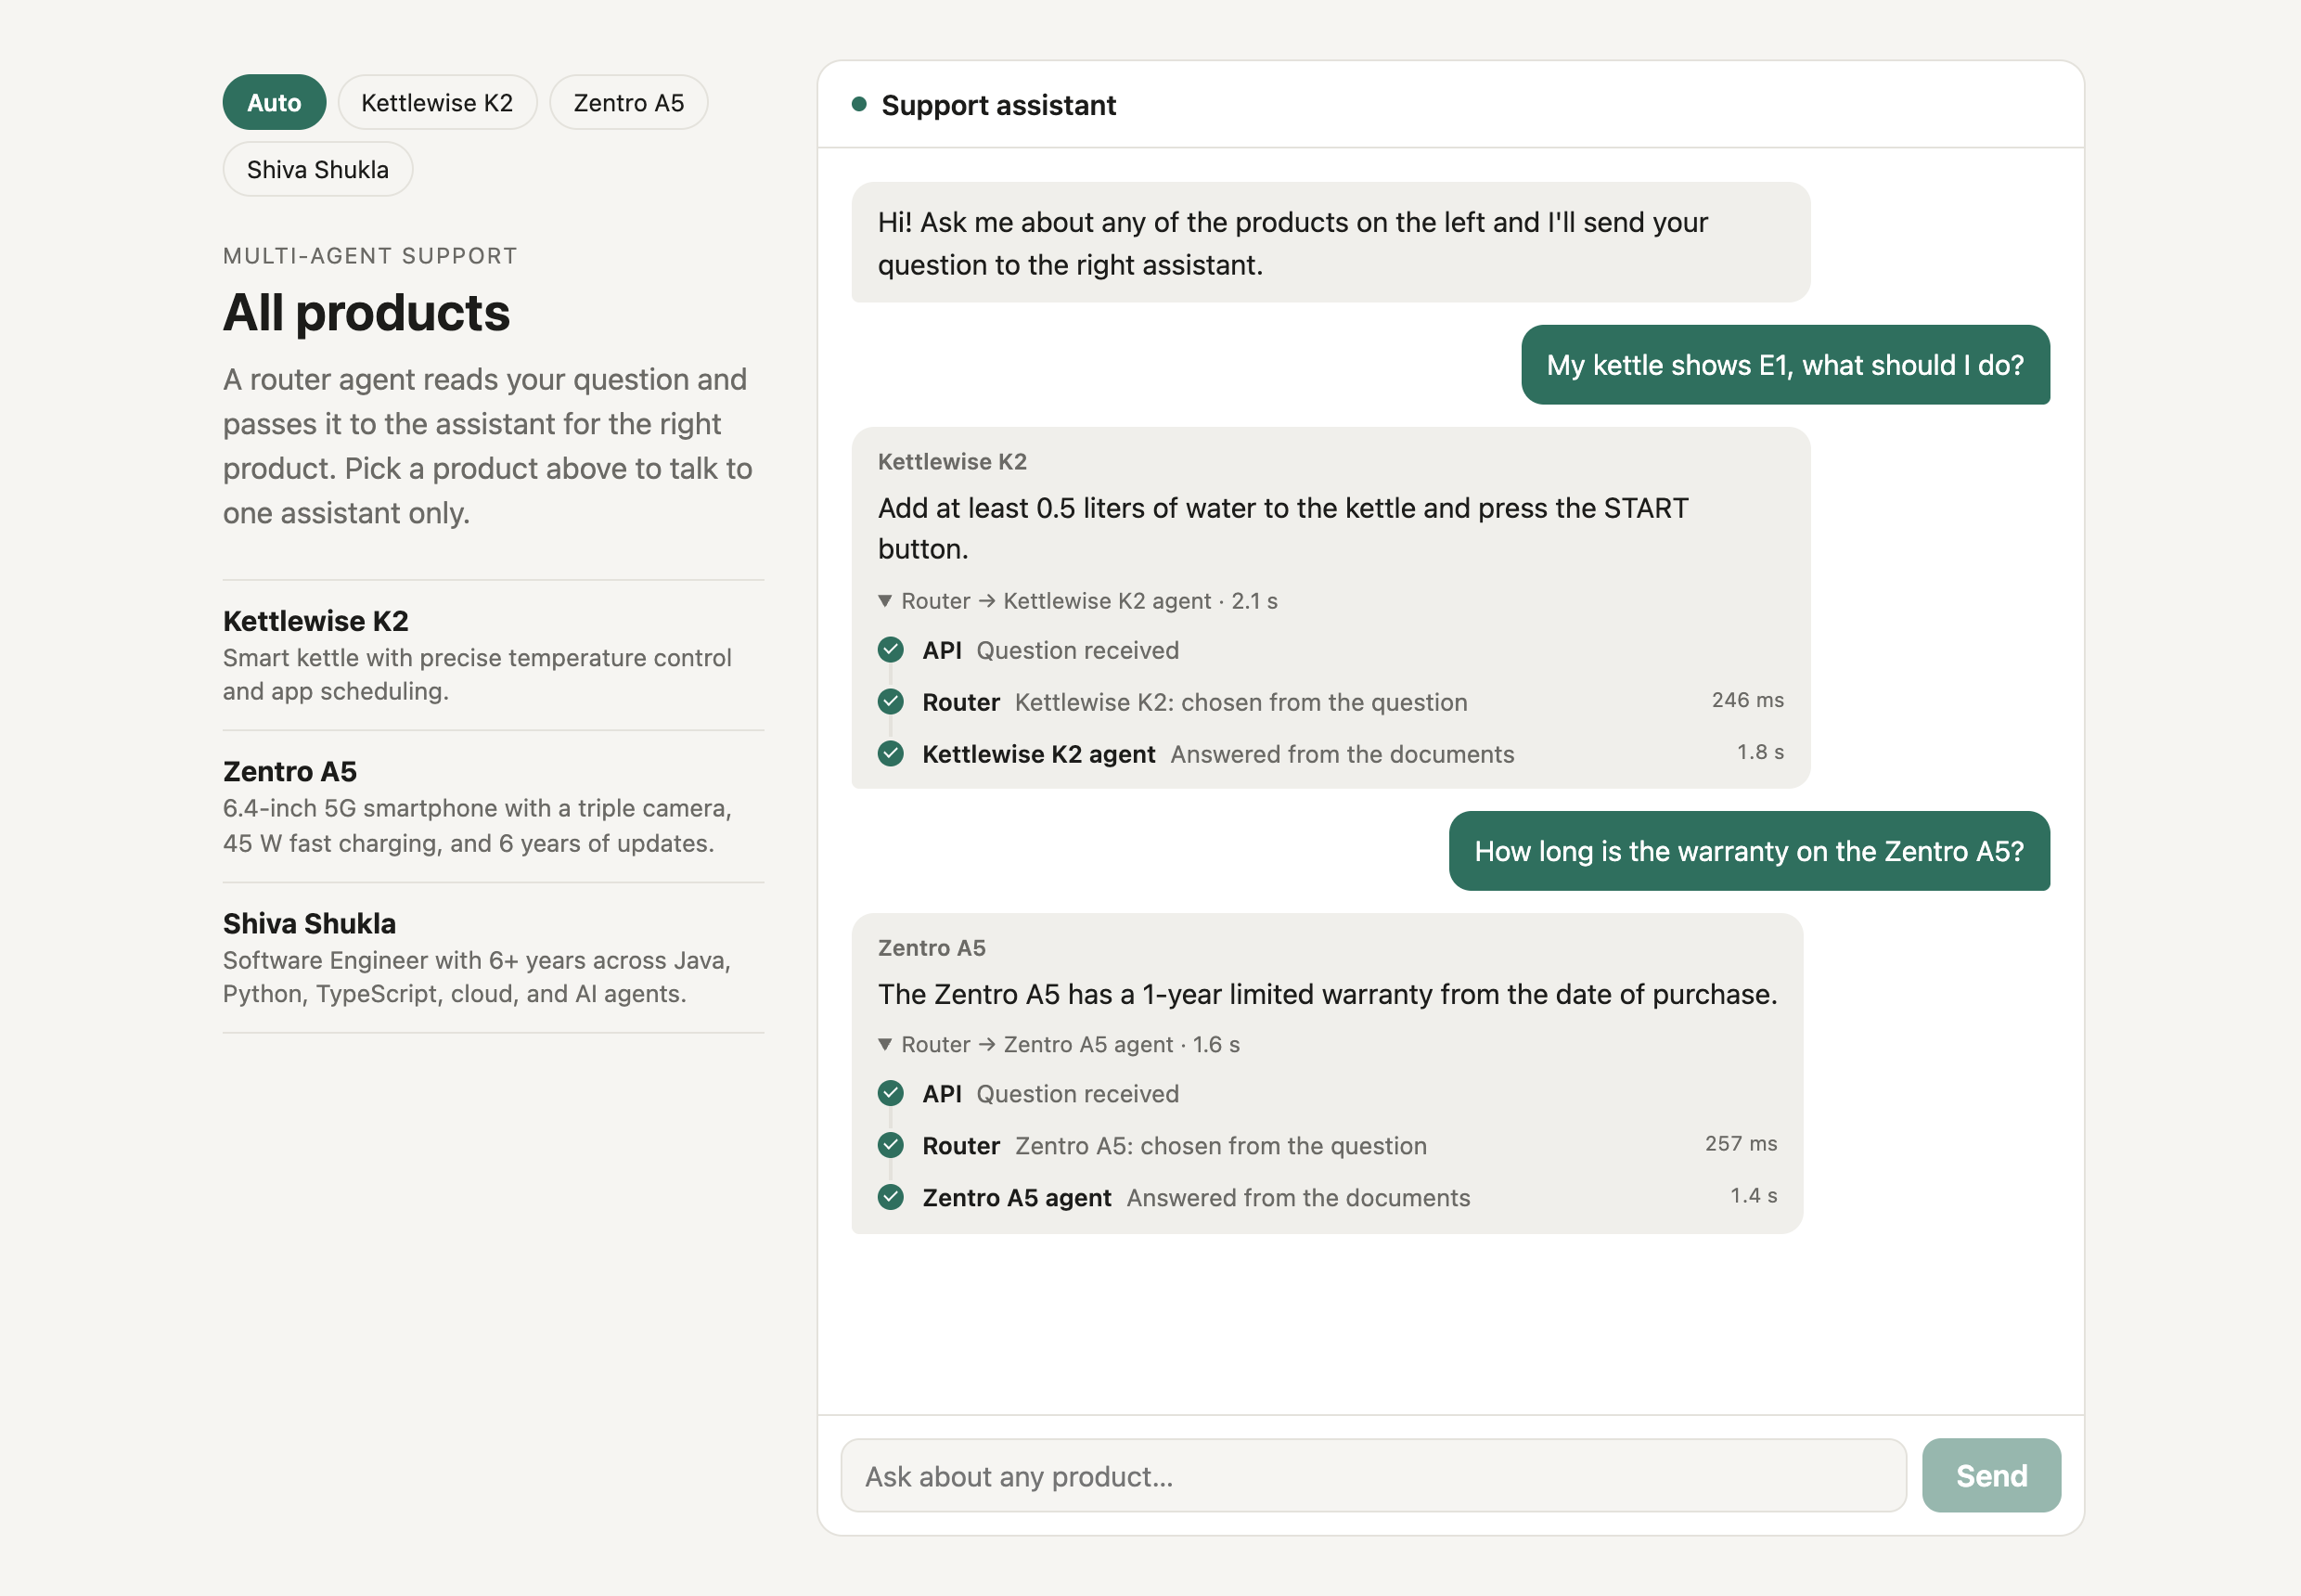 Auto
Kettlewise K2
Zentro A5
Shiva Shukla
MULTI-AGENT SUPPORT
All products
A router agent reads your question and
passes it to the assistant for the right
product. Pick a product above to talk to
one assistant only.
Kettlewise K2
Smart kettle with precise temperature control
and app scheduling.
Zentro A5
6.4-inch 5G smartphone with a triple camera,
45 W fast charging, and 6 years of updates.
Shiva Shukla
Software Engineer with 6+ years across Java,
Python, TypeScript, cloud, and AI agents.
Support assistant
Hi! Ask me about any of the products on the left and I'll send your
question to the right assistant.
My kettle shows E1, what should I do?
Kettlewise K2
Add at least 0.5 liters of water to the kettle and press the START
button.
▼ Router → Kettlewise K2 agent · 2.1 s
API Question received
Router Kettlewise K2: chosen from the question 246 ms
Kettlewise K2 agent Answered from the documents 1.8 s
How long is the warranty on the Zentro A5?
Zentro A5
The Zentro A5 has a 1-year limited warranty from the date of purchase.
▼ Router → Zentro A5 agent · 1.6 s
API Question received
Router Zentro A5: chosen from the question 257 ms
Zentro A5 agent Answered from the documents 1.4 s
Ask about any product...
Send